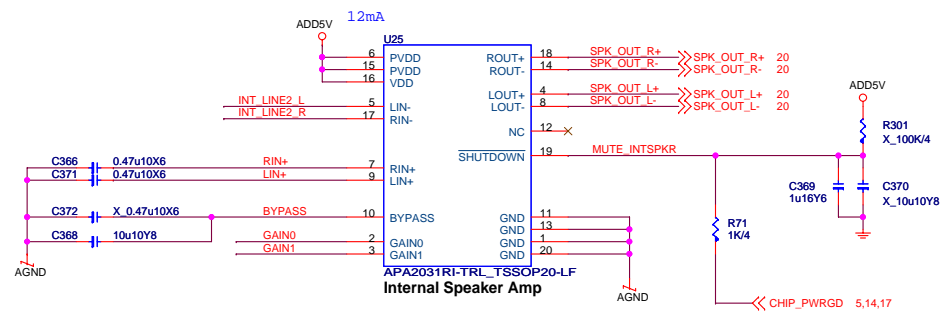 12mA
ADD5V
U25
6 PVDD ROUT+ 18 SPK_OUT_R+ SPK_OUT_R+ 20
15 PVDD ROUT- 14 SPK_OUT_R- SPK_OUT_R- 20
16 VDD
LOUT+ 4 SPK_OUT_L+ SPK_OUT_L+ 20
INT_LINE2_L 5 LIN- LOUT- 8 SPK_OUT_L- SPK_OUT_L- 20
INT_LINE2_R 17 RIN-
ADD5V
NC 12
R301
X_100K/4
SHUTDOWN 19 MUTE_INTSPKR
C366 0.47u10X6 RIN+ 7 RIN+
C371 0.47u10X6 LIN+ 9 LIN+
C369
1u16Y6
C370
X_10u10Y8
C372 X_0.47u10X6 BYPASS 10 BYPASS GND 11
GND 13
C368 10u10Y8 GAIN0 2 GAIN0 GND 1
GAIN1 3 GAIN1 GND 20
R71
1K/4
AGND
APA2031RI-TRL_TSSOP20-LF
Internal Speaker Amp
AGND
CHIP_PWRGD 5,14,17